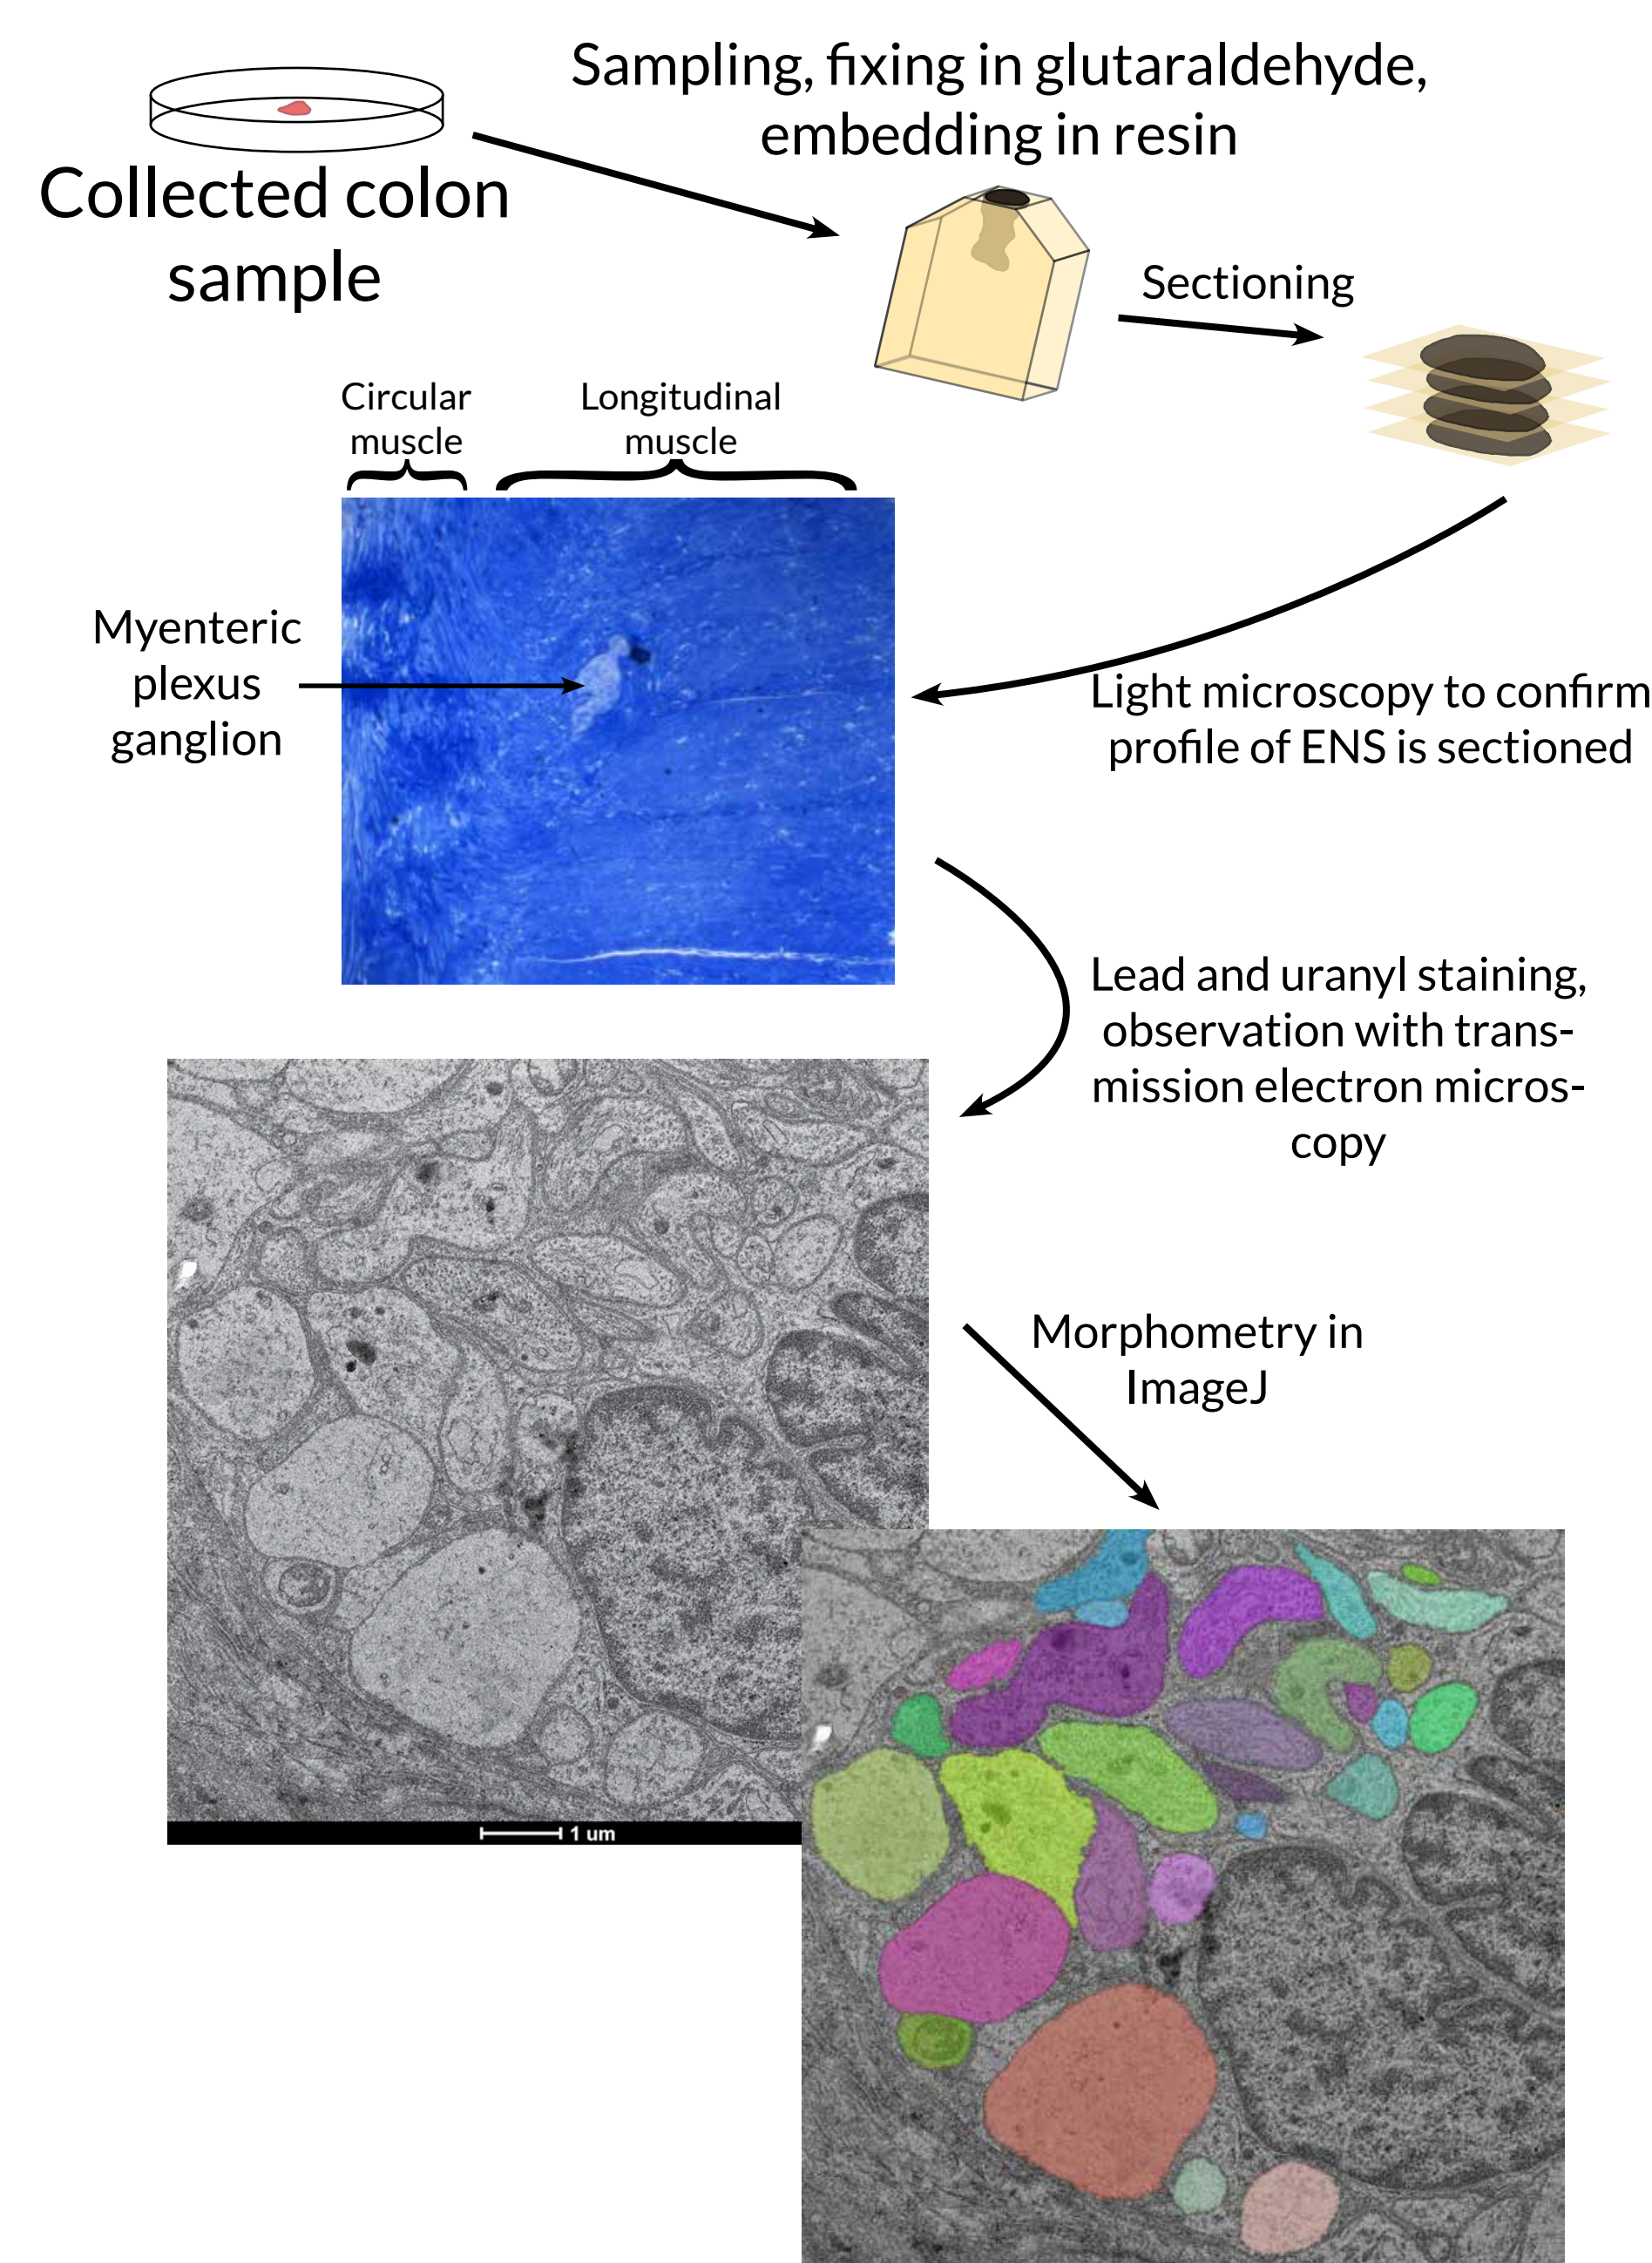 Sampling, fixing in glutaraldehyde,
embedding in resin
Collected colon
sample
Sectioning
Circular
muscle
Longitudinal
muscle
Myenteric
plexus
ganglion
Light microscopy to confirm
profile of ENS is sectioned
Lead and uranyl staining,
observation with trans-
mission electron micros-
copy
Morphometry in
ImageJ
1 um